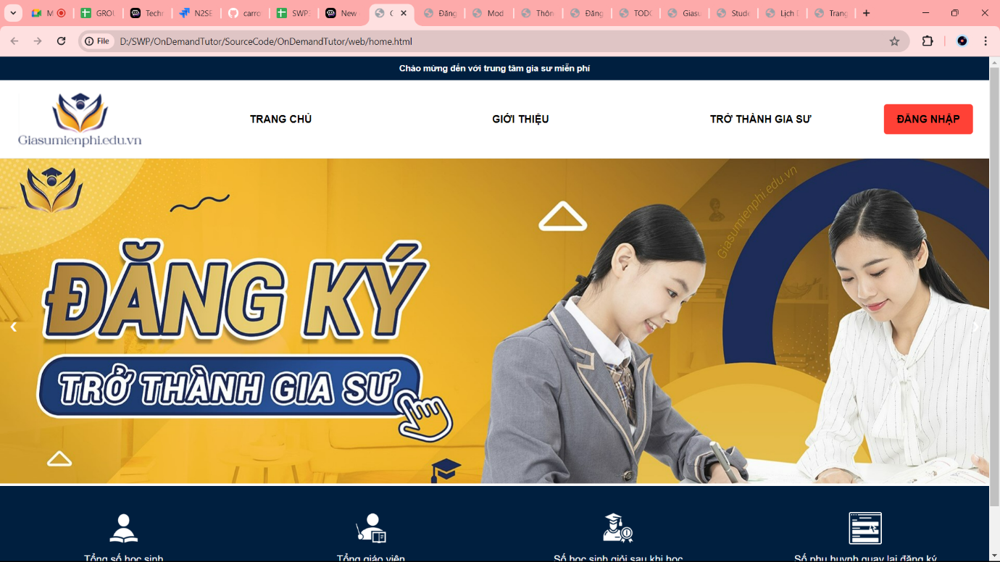 M
GROU
Techn
N2SE
carro
SWP3
New
G
Đăng
Mod
Thôn
Đăng
TODO
Giasu
Stude
Lịch
Trang
File
D:/SWP/OnDemandTutor/SourceCode/OnDemandTutor/web/home.html
Chào mừng đến với trung tâm gia sư miễn phí
Giasumienphi.edu.vn
TRANG CHỦ
GIỚI THIỆU
TRỞ THÀNH GIA SƯ
ĐĂNG NHẬP
Giasumienphi.edu.vn
ĐĂNG KÝ
TRỞ THÀNH GIA SƯ
Tổng số học sinh
Tổng giáo viên
Số học sinh giỏi sau khi học
Số phụ huynh quay lại đăng ký